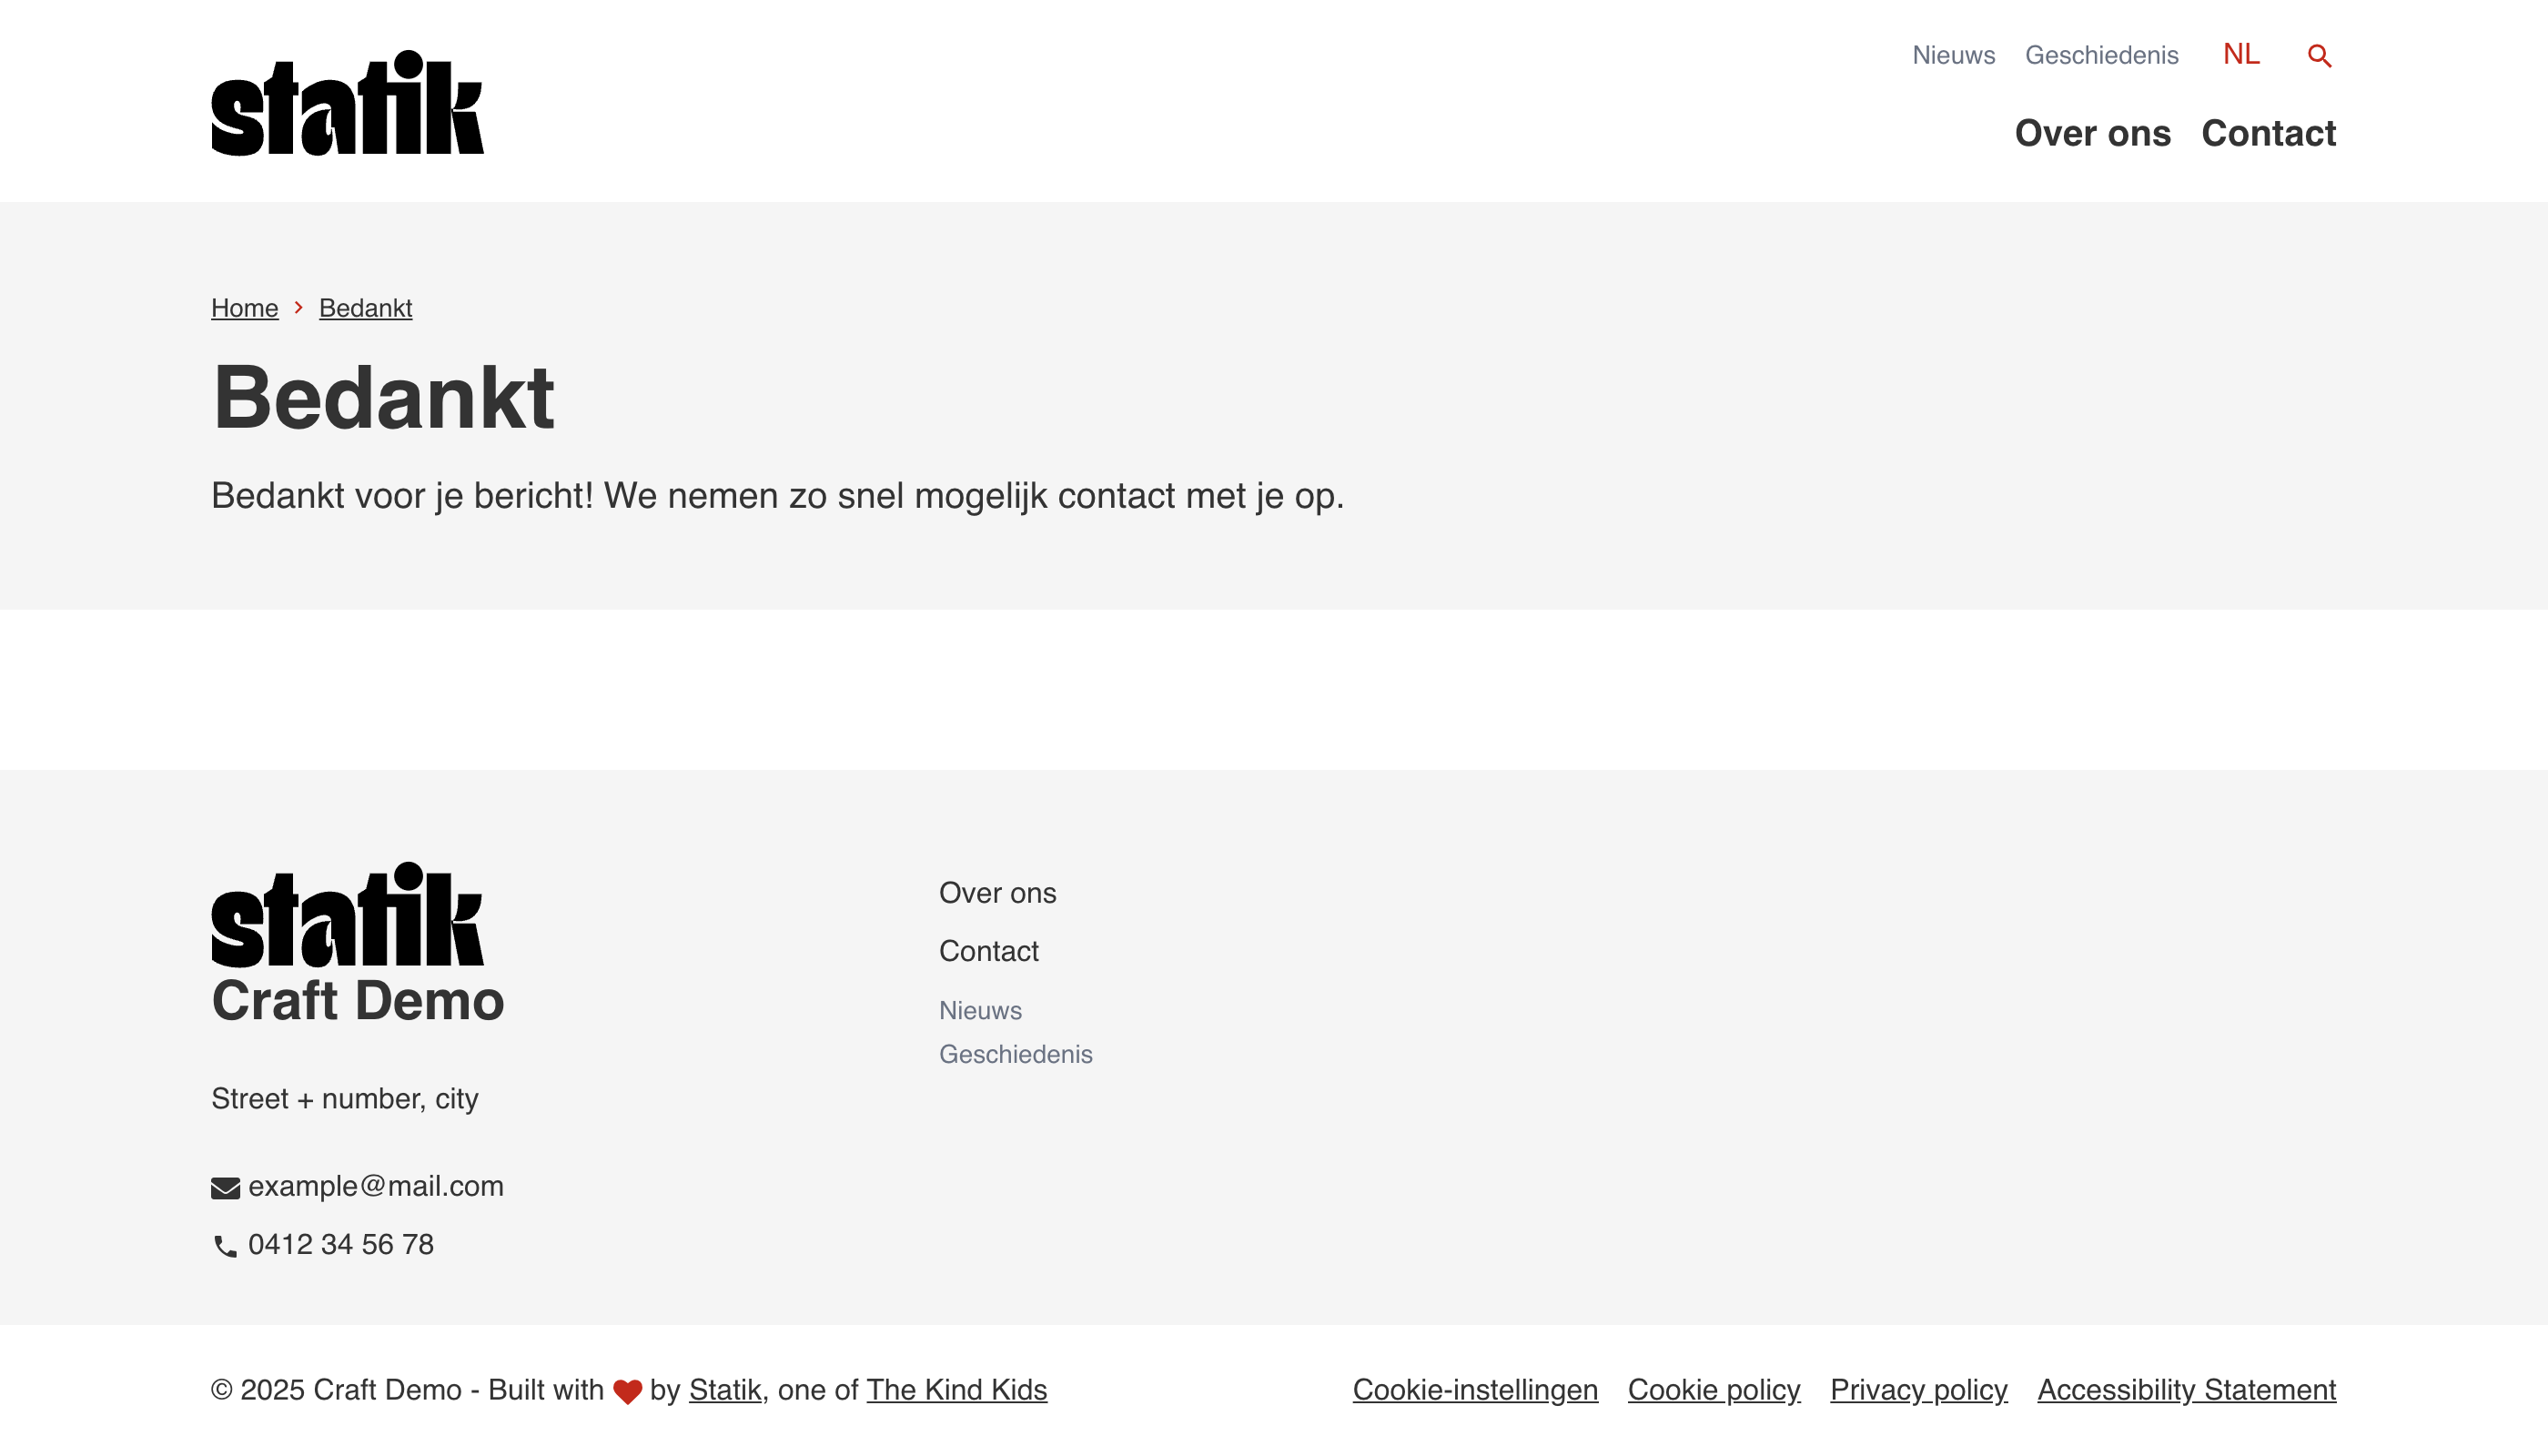 statik
Nieuws Geschiedenis NL
Over ons Contact
Home Bedankt
Bedankt
Bedankt voor je bericht! We nemen zo snel mogelijk contact met je op.
statik
Craft Demo
Street + number, city
example@mail.com
0412 34 56 78
Over ons
Contact
Nieuws
Geschiedenis
© 2025 Craft Demo - Built with by Statik, one of The Kind Kids
Cookie-instellingen Cookie policy Privacy policy Accessibility Statement